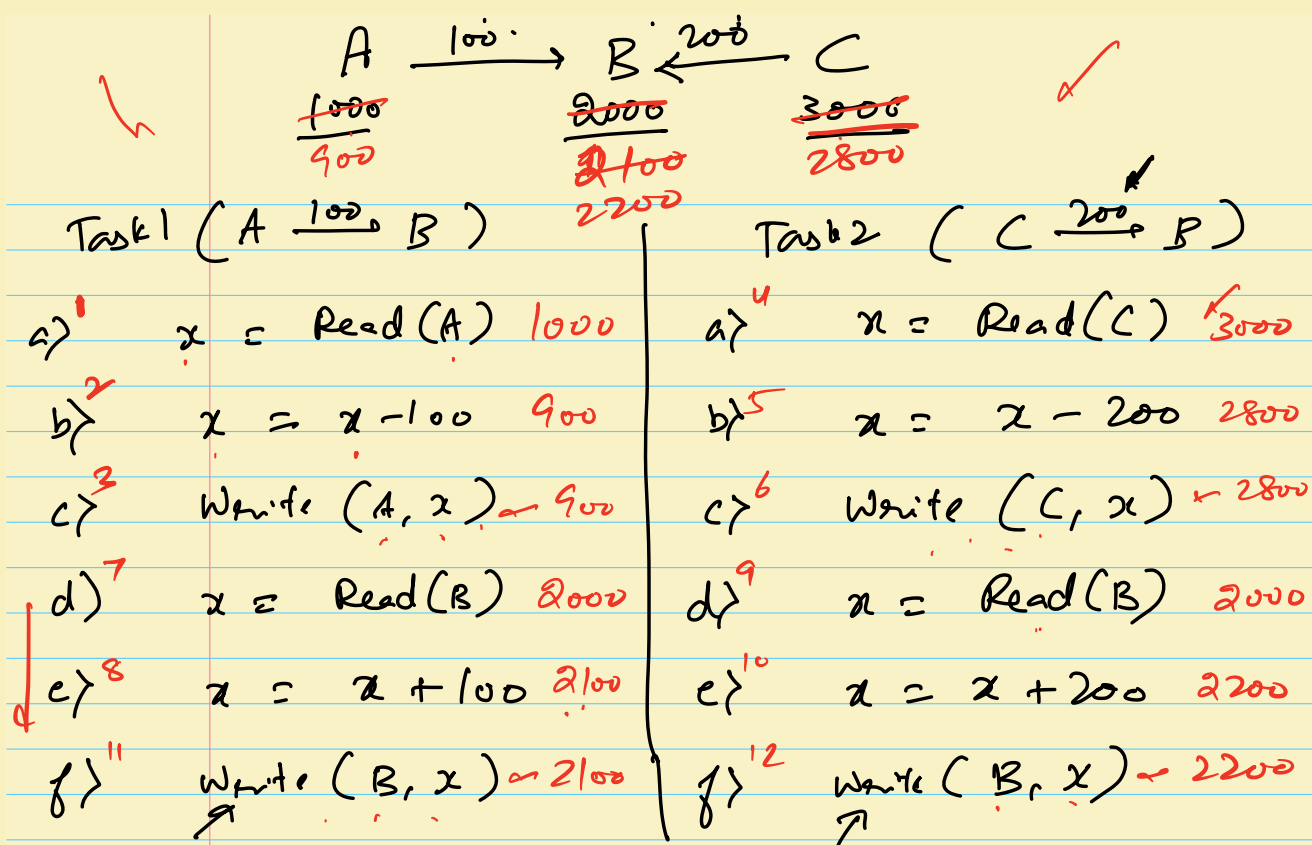 A 100 → B ← 200 C
1000 2000 3000
900 2100 2800
2200
Task1 ( A 100→ B )
a) 1 x = Read(A) 1000
b) 2 x = x - 100 900
c) 3 Write (A, x) 900
d) 7 x = Read(B) 2000
e) 8 x = x + 100 2100
f) 11 Write (B, x) 2100
Task2 ( C 200→ B )
a) 4 x = Read(C) 3000
b) 5 x = x - 200 2800
c) 6 Write (C, x) 2800
d) 9 x = Read(B) 2000
e) 10 x = x + 200 2200
f) 12 Write (B, x) 2200